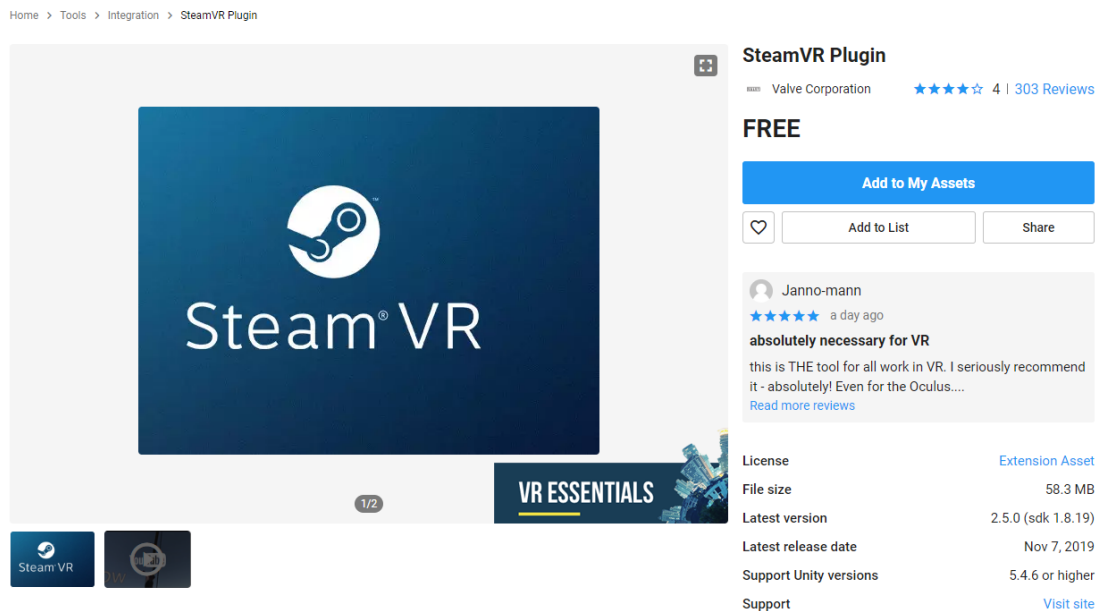 Home > Tools > Integration > SteamVR Plugin
Steam® VR
™
VR ESSENTIALS
1/2
Steam VR
SteamVR Plugin
Valve Corporation
4 | 303 Reviews
FREE
Add to My Assets
Add to List
Share
Janno-mann
a day ago
absolutely necessary for VR
this is THE tool for all work in VR. I seriously recommend
it - absolutely! Even for the Oculus....
Read more reviews
License Extension Asset
File size 58.3 MB
Latest version 2.5.0 (sdk 1.8.19)
Latest release date Nov 7, 2019
Support Unity versions 5.4.6 or higher
Support Visit site